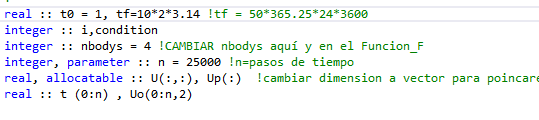 real :: t0 = 1, tf=10*2*3.14 !tf = 50*365.25*24*3600
integer :: i,condition
integer :: nbodys = 4 !CAMBIAR nbodys aquí y en el Funcion_F
integer, parameter :: n = 25000 !n=pasos de tiempo
real, allocatable :: U(:,:), Up(:)  !cambiar dimension a vector para poincare
real :: t (0:n) , Uo(0:n,2)